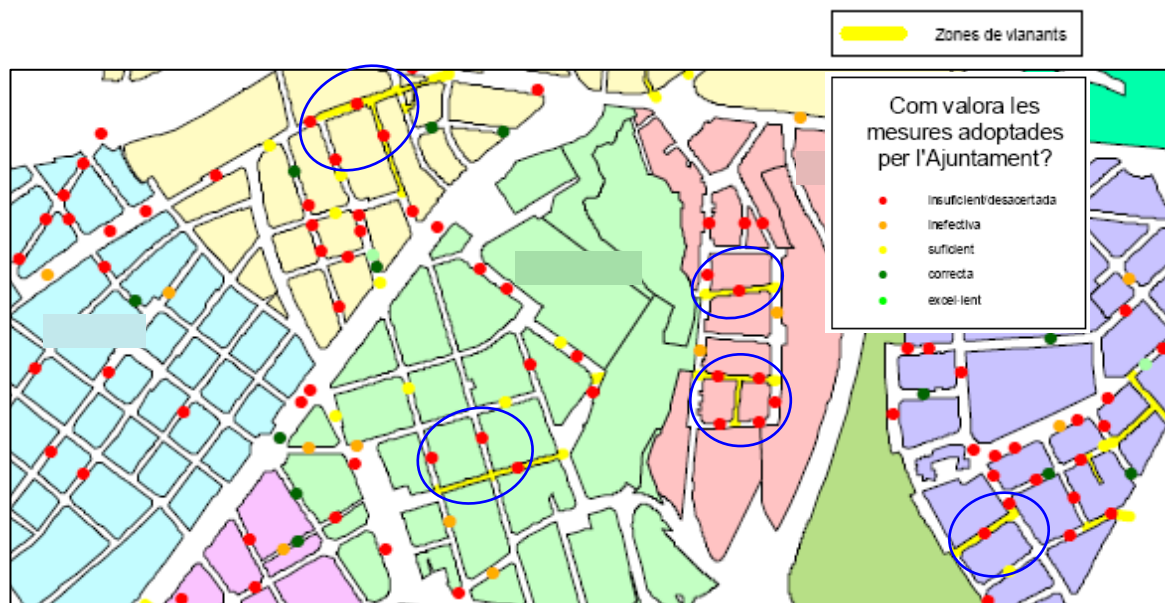 Zones de vianants
Com valora les
mesures adoptades
per l'Ajuntament?
insuficient/desacertada
inefectiva
suficient
correcta
excel·lent